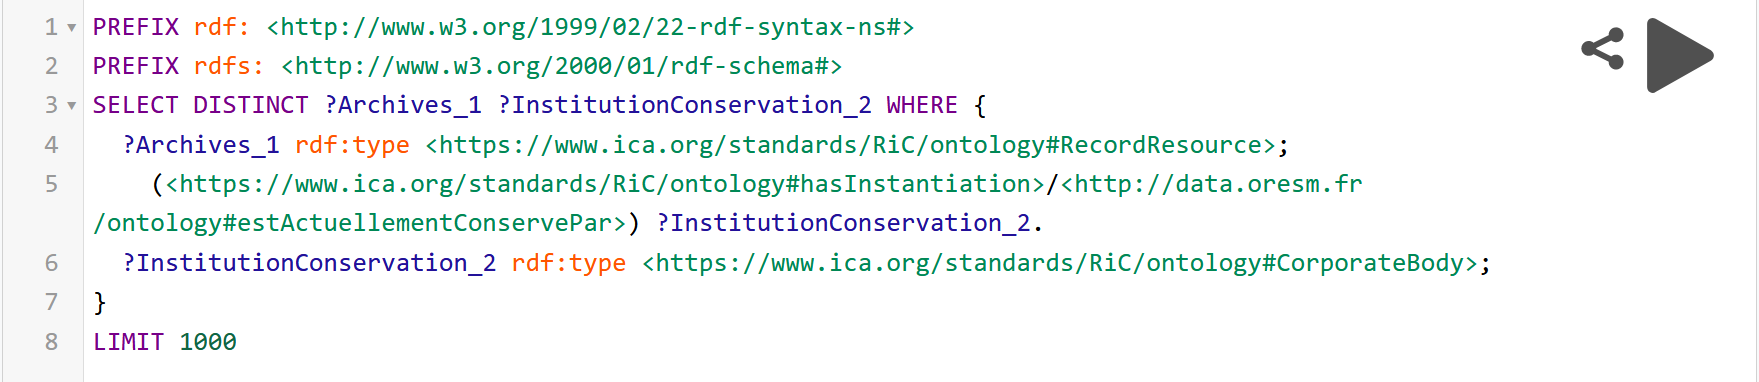 1 PREFIX rdf: <http://www.w3.org/1999/02/22-rdf-syntax-ns#>
2 PREFIX rdfs: <http://www.w3.org/2000/01/rdf-schema#>
3 SELECT DISTINCT ?Archives_1 ?InstitutionConservation_2 WHERE {
4   ?Archives_1 rdf:type <https://www.ica.org/standards/RiC/ontology#RecordResource>;
5     (<https://www.ica.org/standards/RiC/ontology#hasInstantiation>/<http://data.oresm.fr
/ontology#estActuellementConservePar>) ?InstitutionConservation_2.
6   ?InstitutionConservation_2 rdf:type <https://www.ica.org/standards/RiC/ontology#CorporateBody>;
7 }
8 LIMIT 1000